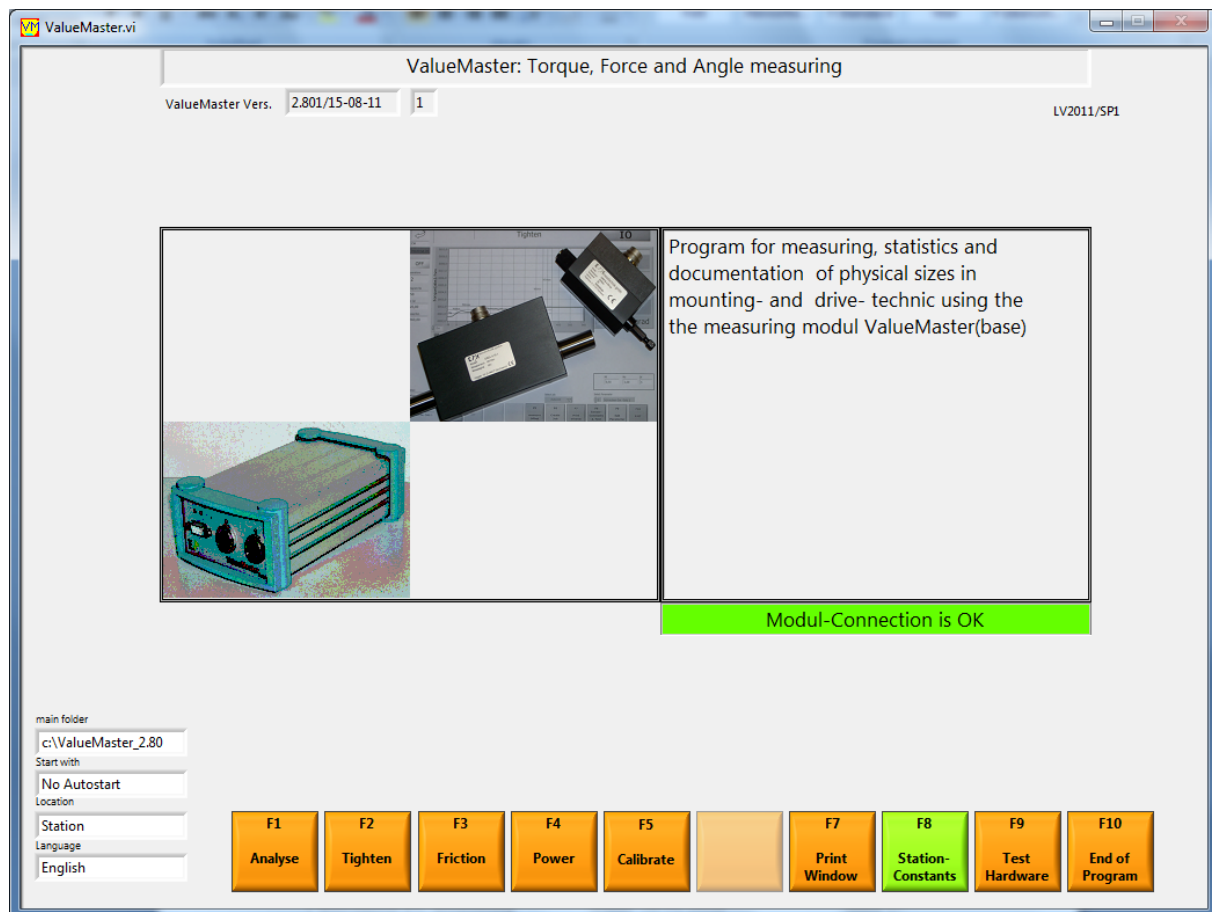 ValueMaster.vi
ValueMaster: Torque, Force and Angle measuring
ValueMaster Vers. 2.801/15-08-11 1
LV2011/SP1
Tighten
IO
Program for measuring, statistics and
documentation of physical sizes in
mounting- and drive- technic using the
the measuring modul ValueMaster(base)
Modul-Connection is OK
main folder
c:\ValueMaster_2.80
Start with
No Autostart
Location
Station
Language
English
F1
Analyse
F2
Tighten
F3
Friction
F4
Power
F5
Calibrate
F7
Print
Window
F8
Station-
Constants
F9
Test
Hardware
F10
End of
Program